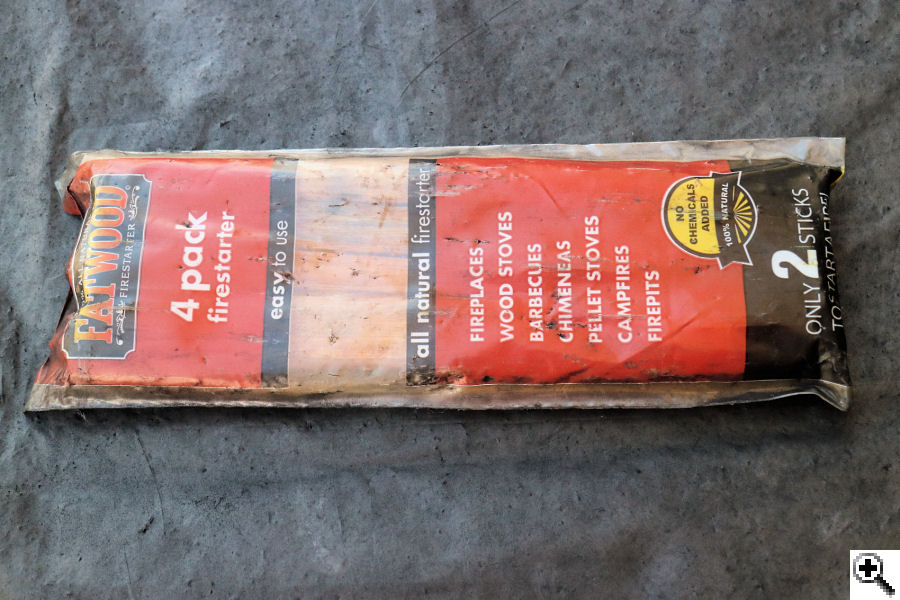 FATWOOD
FIRESTARTER
4 pack
firestarter
easy to use
all natural firestarter
FIREPLACES
WOOD STOVES
BARBECUES
CHIMENEAS
PELLET STOVES
CAMPFIRES
FIREPITS
NO
CHEMICALS
ADDED
100% NATURAL
ONLY 2 STICKS
TO START A FIRE!